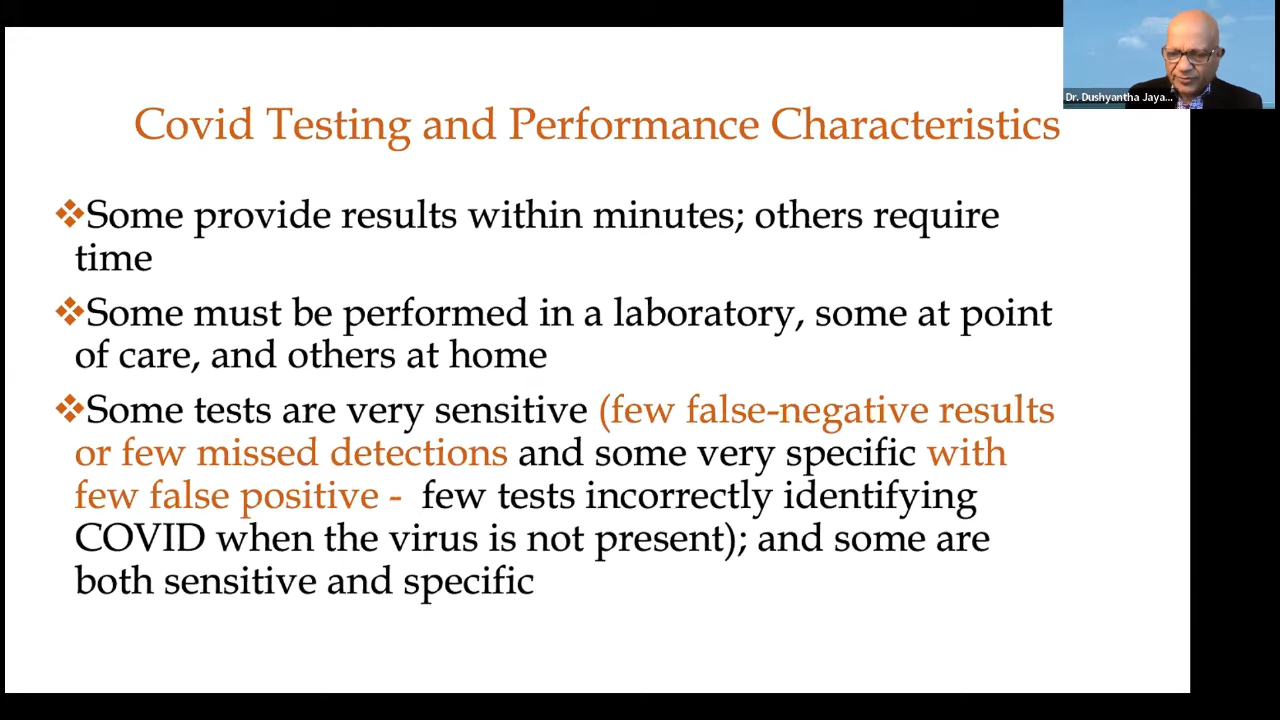 Dr. Dushyantha Jaya...
Covid Testing and Performance Characteristics
❖Some provide results within minutes; others require
time
❖Some must be performed in a laboratory, some at point
of care, and others at home
❖Some tests are very sensitive (few false-negative results
or few missed detections and some very specific with
few false positive - few tests incorrectly identifying
COVID when the virus is not present); and some are
both sensitive and specific